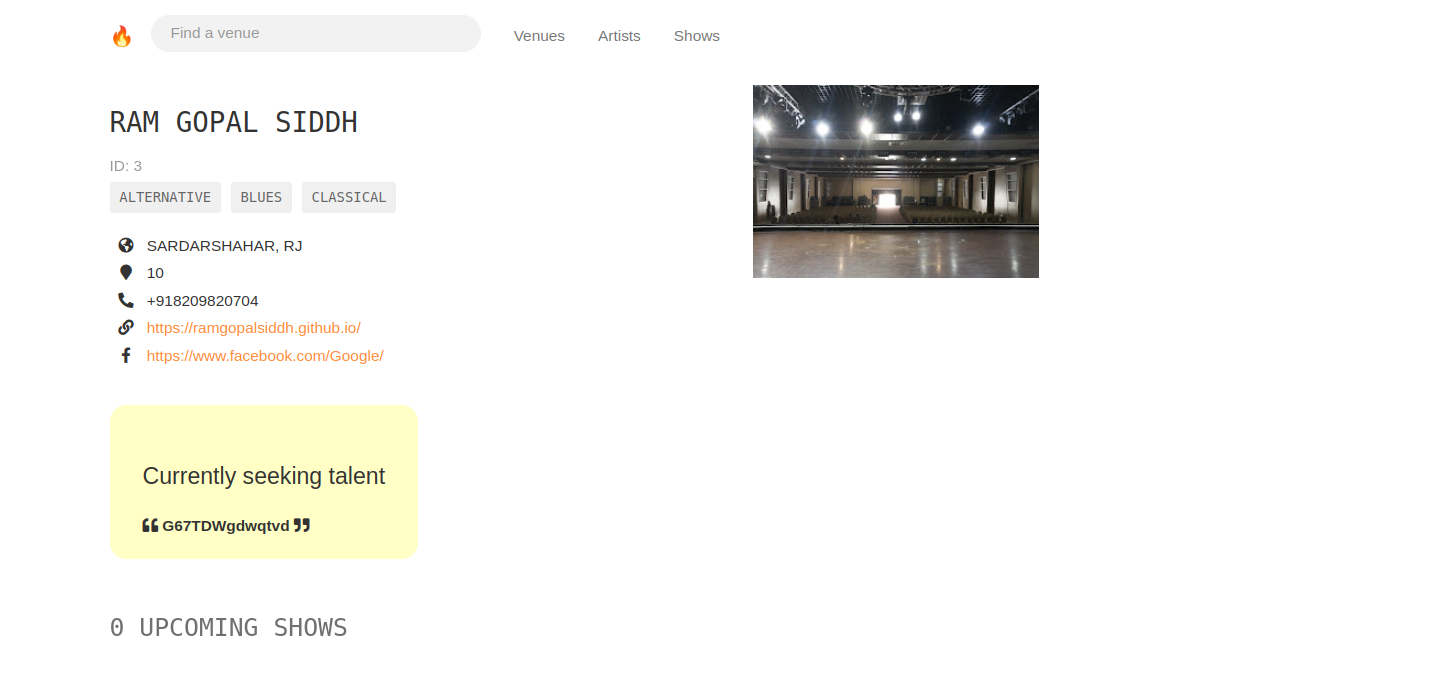 Find a venue
Venues
Artists
Shows
RAM GOPAL SIDDH
ID: 3
ALTERNATIVE BLUES CLASSICAL
SARDARSHAHAR, RJ
10
+918209820704
https://ramgopalsiddh.github.io/
https://www.facebook.com/Google/
Currently seeking talent
G67TDWgdwqtvd
0 UPCOMING SHOWS